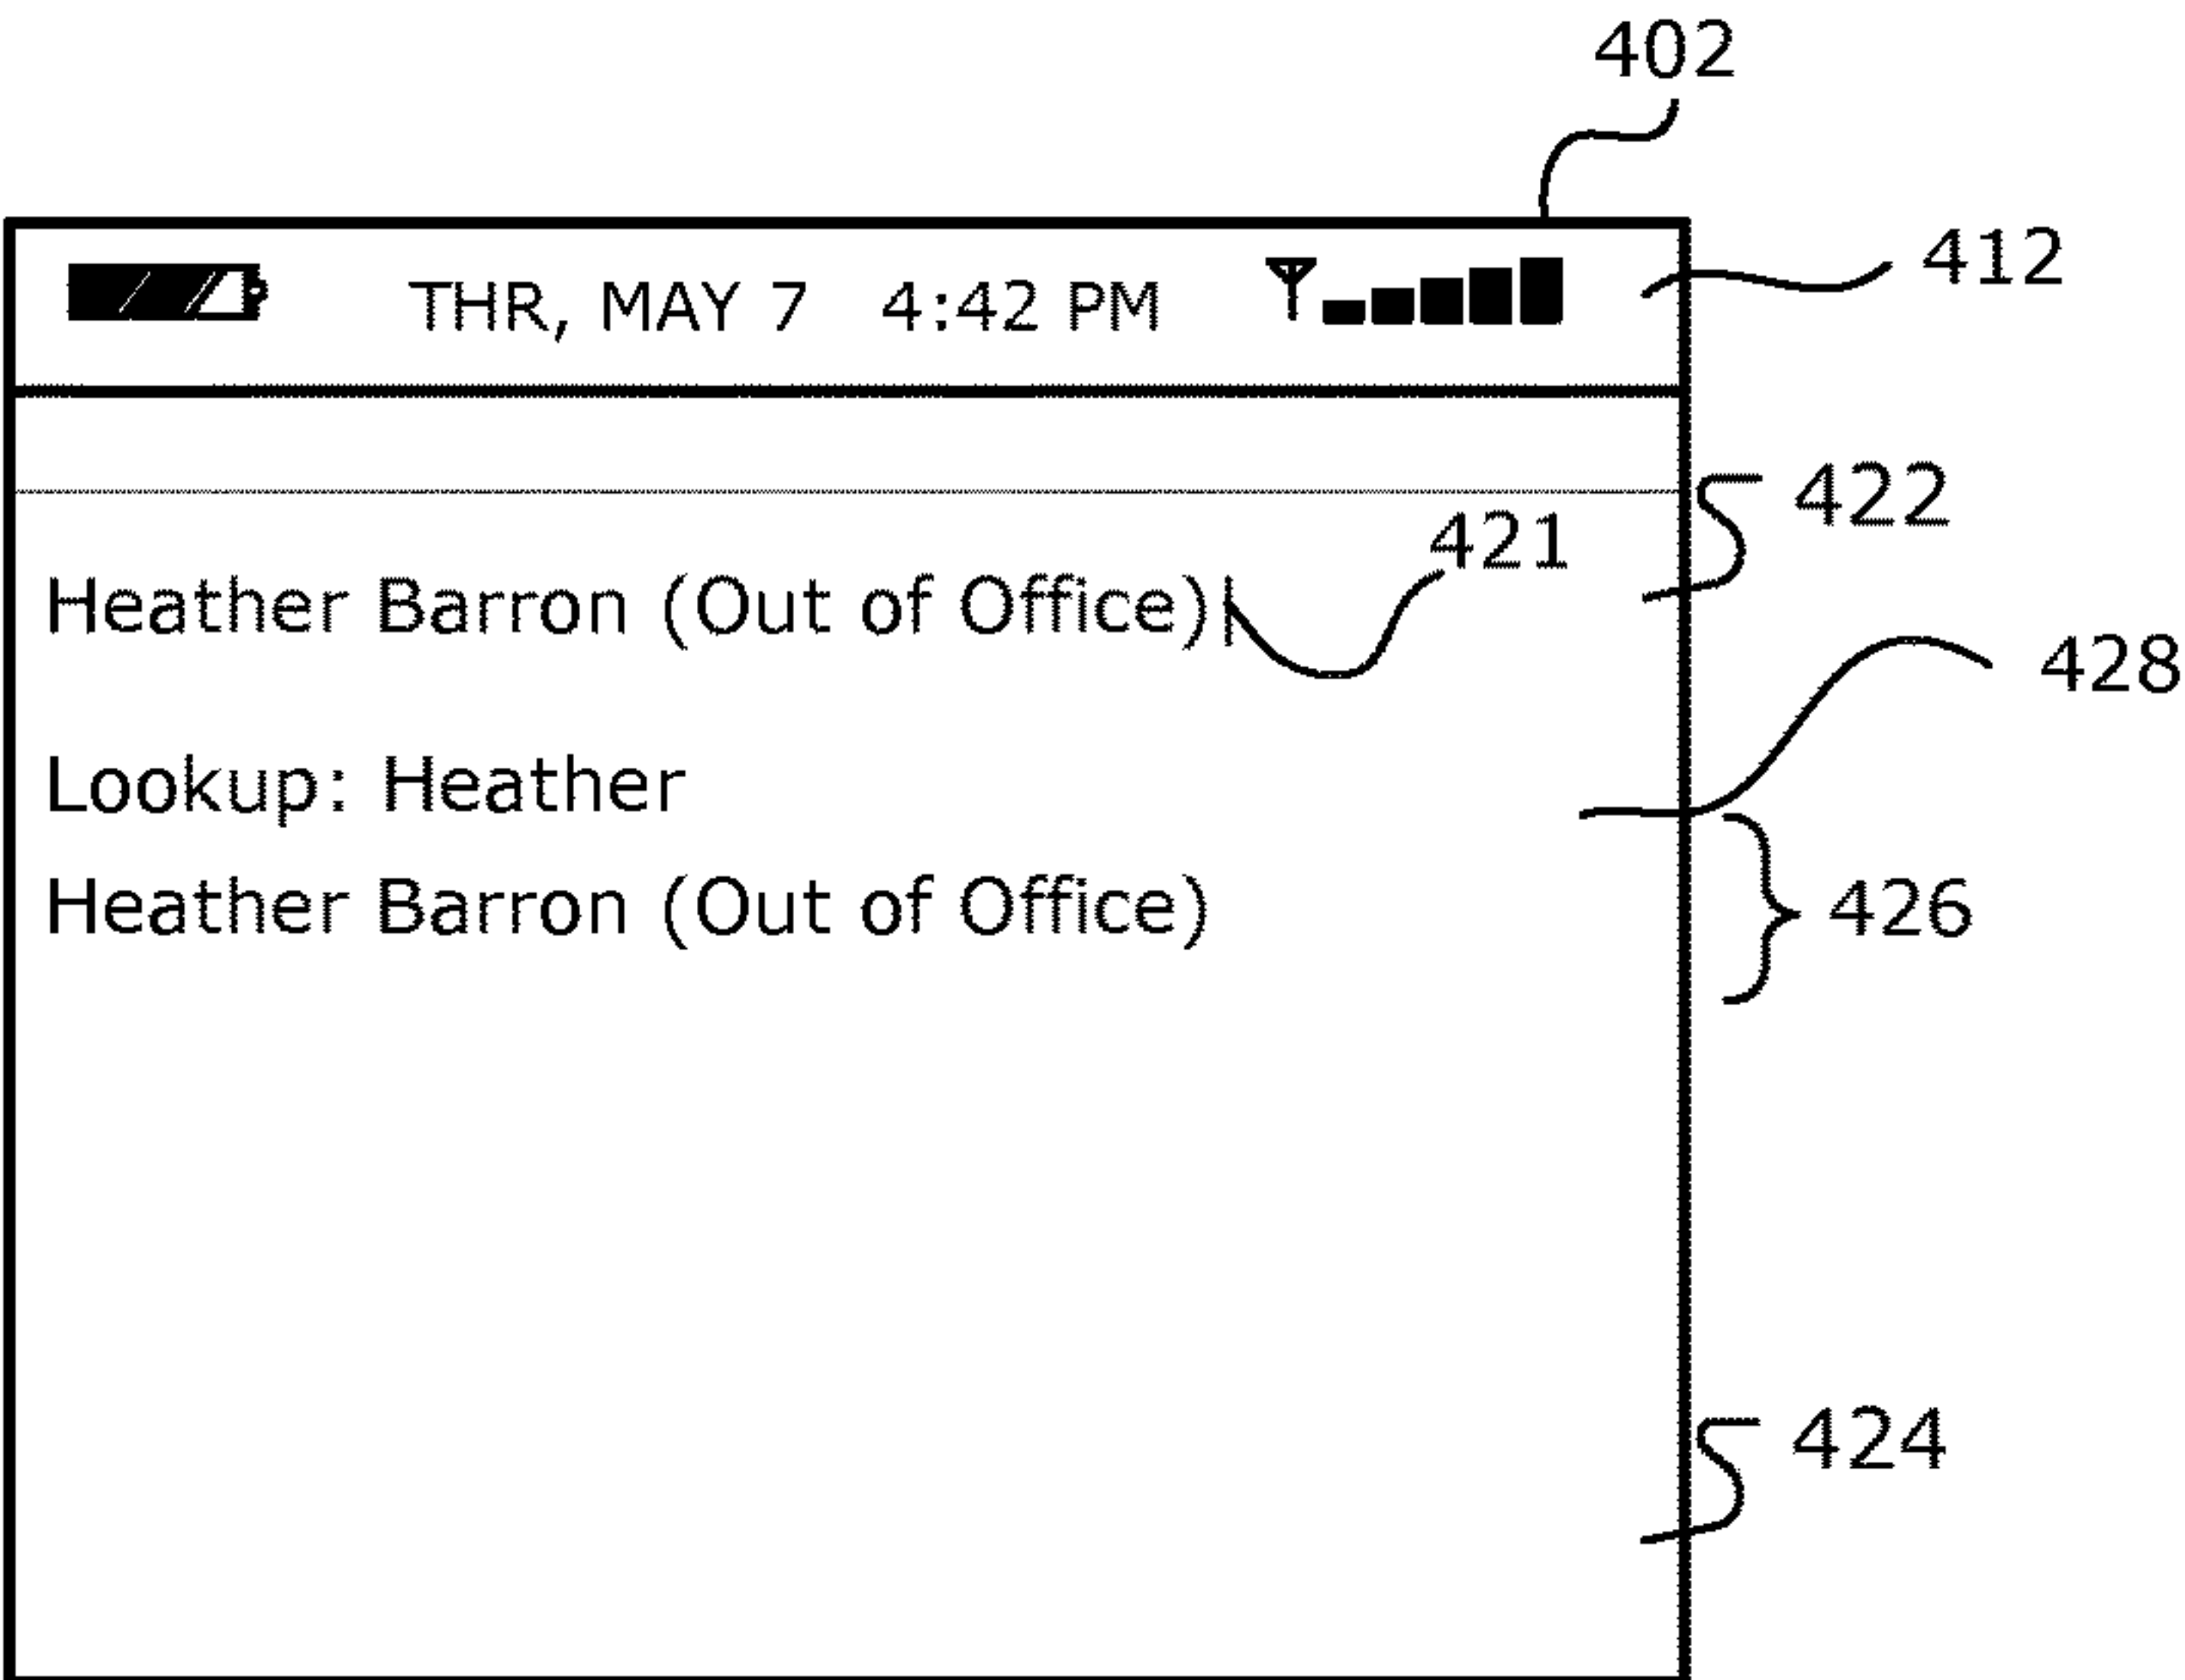 402
THR, MAY 7 4:42 PM
412
422
421
Heather Barron (Out of Office)
428
Lookup: Heather
Heather Barron (Out of Office)
426
424